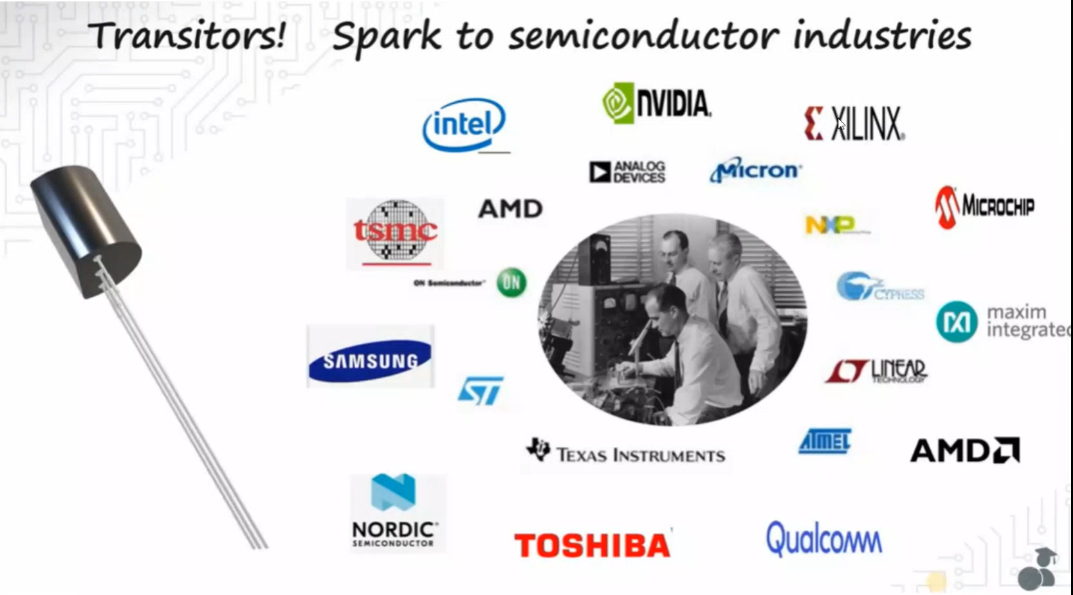 Transitors! Spark to semiconductor industries
intel
NVIDIA.
XILINX®
ANALOG
DEVICES
Micron®
AMD
MICROCHIP
tsmc
NXP
ON Semiconductor®
ON
CYPRESS
maxim
integrated
SAMSUNG
ST
LINEAR
TECHNOLOGY
TEXAS INSTRUMENTS
ATMEL
AMD
NORDIC®
SEMICONDUCTOR
TOSHIBA
Qualcomm